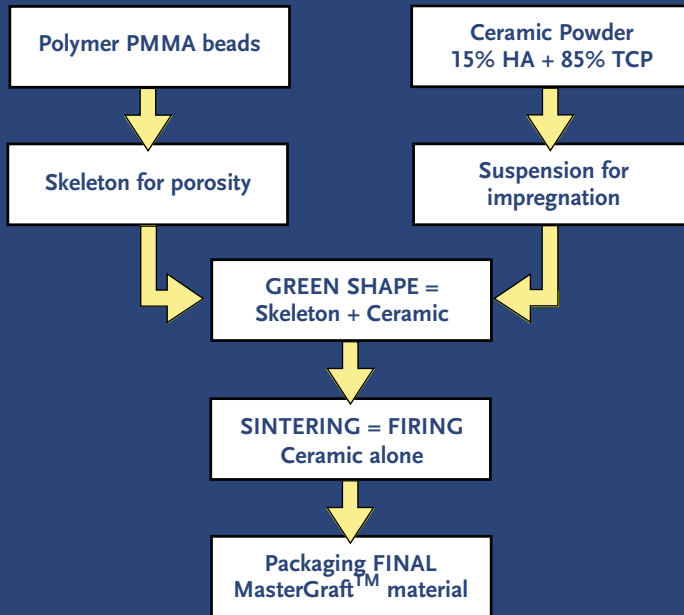 Polymer PMMA beads
Ceramic Powder
15% HA + 85% TCP
Skeleton for porosity
Suspension for
impregnation
GREEN SHAPE =
Skeleton + Ceramic
SINTERING = FIRING
Ceramic alone
Packaging FINAL
MasterGraft™ material